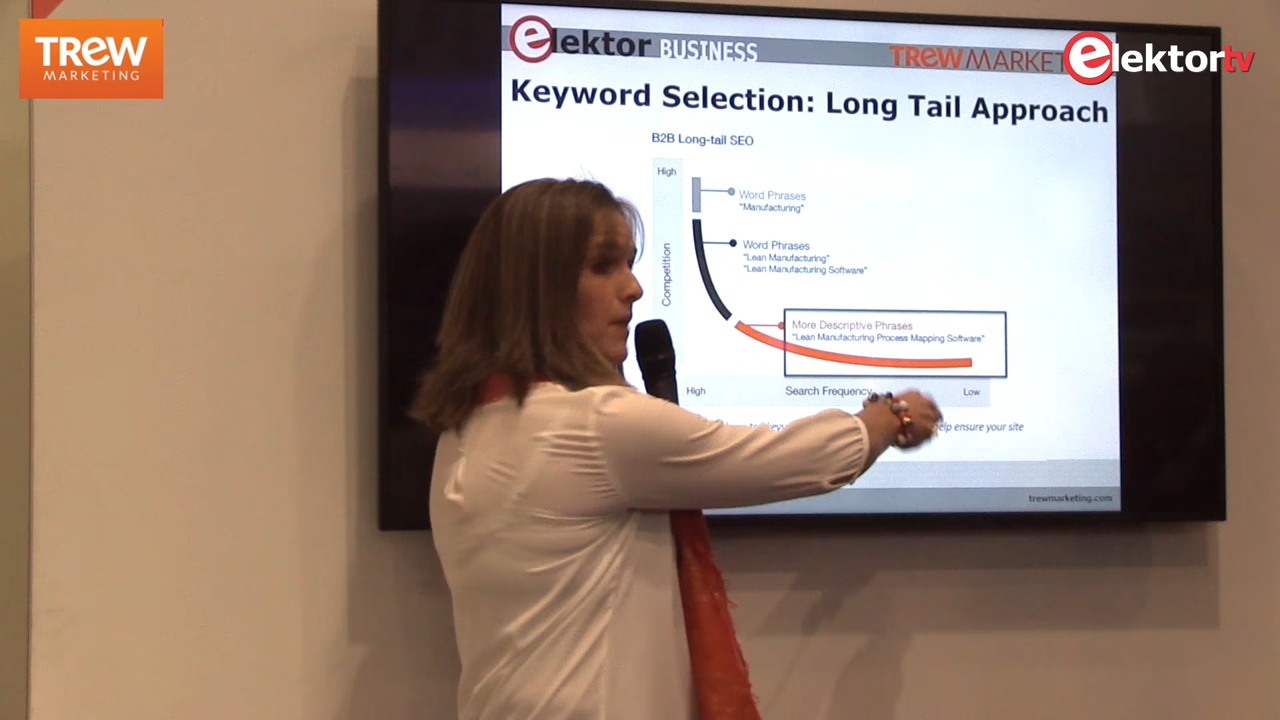 TREW
MARKETING
elektor BUSINESS
TREW MARKET
elektortv
Keyword Selection: Long Tail Approach
B2B Long-tail SEO
High
Word Phrases
"Manufacturing"
Competition
Word Phrases
"Lean Manufacturing"
"Lean Manufacturing Software"
More Descriptive Phrases
"Lean Manufacturing Process Mapping Software"
High
Search Frequency
Low
ensure your site
trewmarketing.com